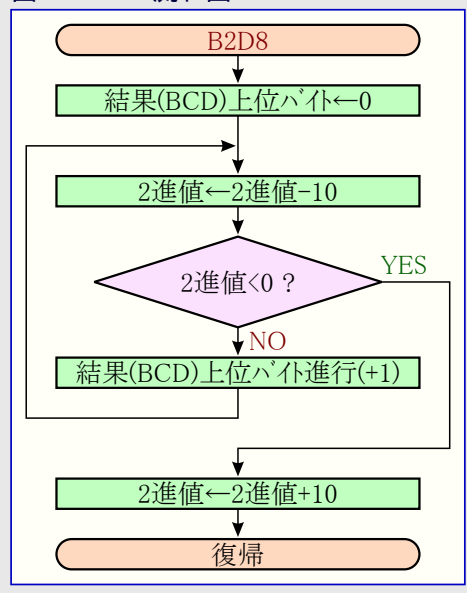 B2D8
結果(BCD)上位バイト←0
2進値←2進値-10
2進値<0 ?
YES
NO
結果(BCD)上位バイト進行(+1)
2進値←2進値+10
復帰